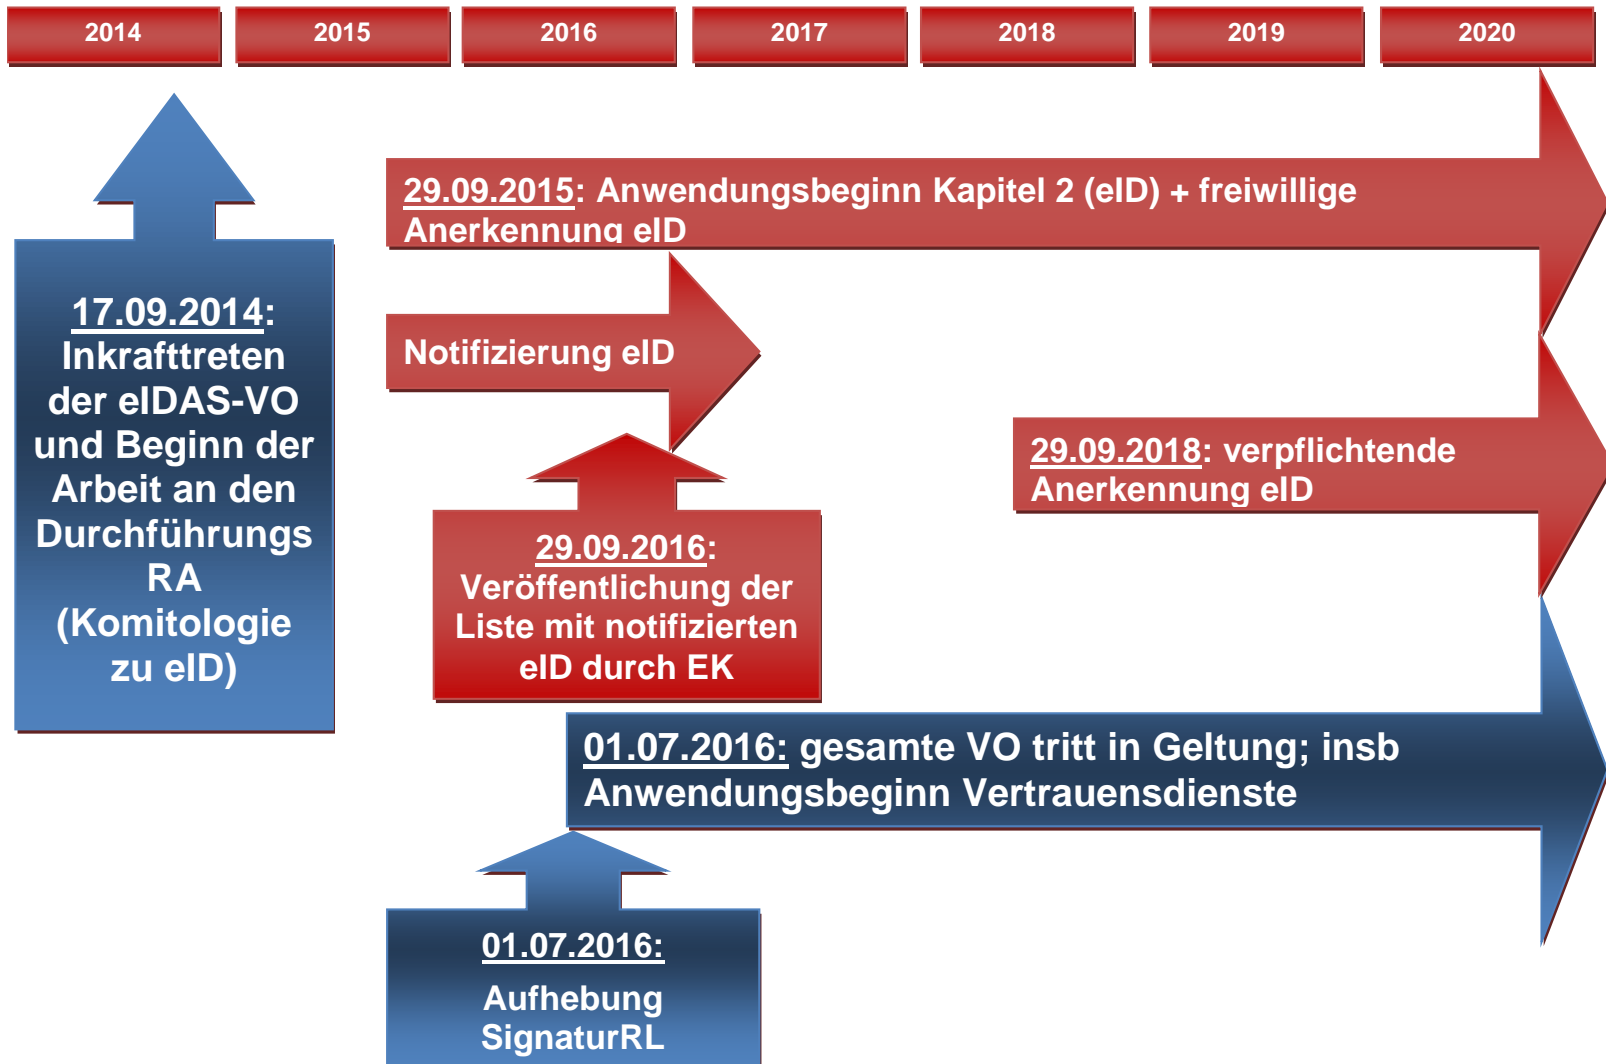 2014 2015 2016 2017 2018 2019 2020
29.09.2015: Anwendungsbeginn Kapitel 2 (eID) + freiwillige
Anerkennung eID
17.09.2014:
Inkrafttreten
der eIDAS-VO
und Beginn der
Arbeit an den
Durchführungs
RA
(Komitologie
zu eID)
Notifizierung eID
29.09.2018: verpflichtende
Anerkennung eID
29.09.2016:
Veröffentlichung der
Liste mit notifizierten
eID durch EK
01.07.2016: gesamte VO tritt in Geltung; insb
Anwendungsbeginn Vertrauensdienste
01.07.2016:
Aufhebung
SignaturRL